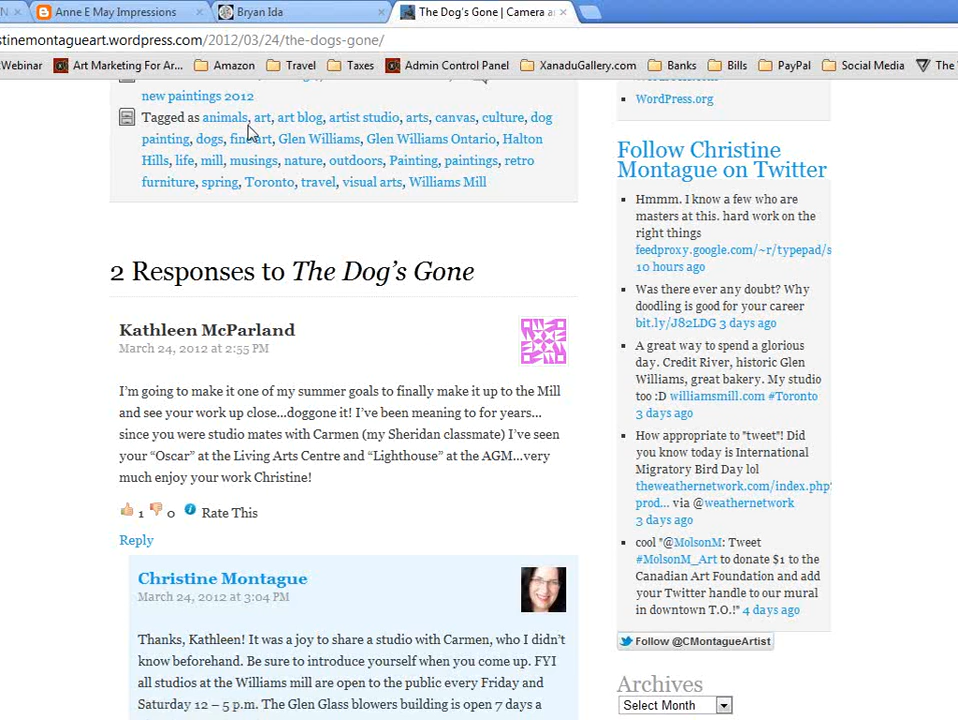 N
Anne E May Impressions
Bryan Ida
The Dog's Gone | Camera a
stinemontagueart.wordpress.com/2012/03/24/the-dogs-gone/
Webinar
Art Marketing For Ar...
Amazon
Travel
Taxes
Admin Control Panel
XanaduGallery.com
Banks
Bills
PayPal
Social Media
The
new paintings 2012
Tagged as animals, art, art blog, artist studio, arts, canvas, culture, dog
painting, dogs, fine art, Glen Williams, Glen Williams Ontario, Halton
Hills, life, mill, musings, nature, outdoors, Painting, paintings, retro
furniture, spring, Toronto, travel, visual arts, Williams Mill
2 Responses to The Dog's Gone
Kathleen McParland
March 24, 2012 at 2:55 PM
I'm going to make it one of my summer goals to finally make it up to the Mill
and see your work up close...doggone it! I've been meaning to for years...
since you were studio mates with Carmen (my Sheridan classmate) I've seen
your "Oscar" at the Living Arts Centre and "Lighthouse" at the AGM...very
much enjoy your work Christine!
1 0 Rate This
Reply
Christine Montague
March 24, 2012 at 3:04 PM
Thanks, Kathleen! It was a joy to share a studio with Carmen, who I didn't
know beforehand. Be sure to introduce yourself when you come up. FYI
all studios at the Williams mill are open to the public every Friday and
Saturday 12 – 5 p.m. The Glen Glass blowers building is open 7 days a
WordPress.org
Follow Christine
Montague on Twitter
Hmmm. I know a few who are
masters at this. hard work on the
right things
feedproxy.google.com/~r/typepad/s
10 hours ago
Was there ever any doubt? Why
doodling is good for your career
bit.ly/J82LDG 3 days ago
A great way to spend a glorious
day. Credit River, historic Glen
Williams, great bakery. My studio
too :D williamsmill.com #Toronto
3 days ago
How appropriate to "tweet"! Did
you know today is International
Migratory Bird Day lol
theweathernetwork.com/index.php?
prod... via @weathernetwork
3 days ago
cool "@MolsonM: Tweet
#MolsonM_Art to donate $1 to the
Canadian Art Foundation and add
your Twitter handle to our mural
in downtown T.O.!" 4 days ago
Follow @CMontagueArtist
Archives
Select Month